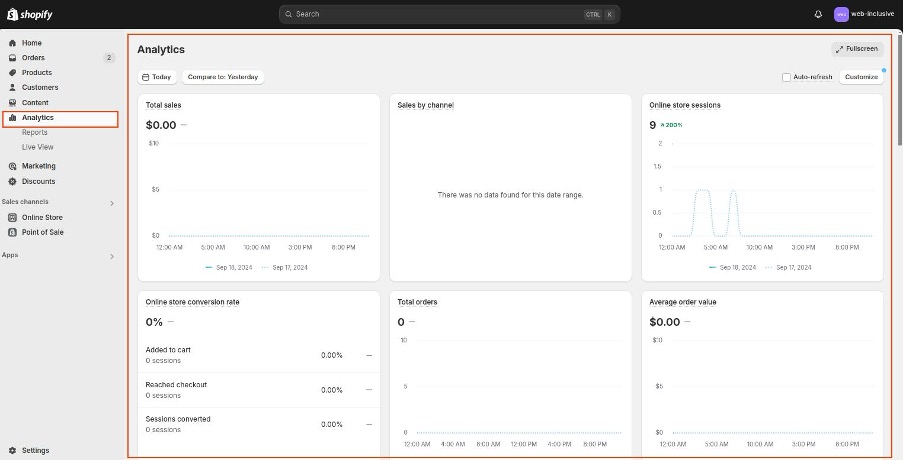 shopify
Search
CTRL K
web-inclusive
Home
Orders 2
Products
Customers
Content
Analytics
Reports
Live View
Marketing
Discounts
Sales channels
Online Store
Point of Sale
Apps
Settings
Analytics
Fullscreen
Today
Compare to: Yesterday
Auto-refresh
Customize
Total sales
$0.00 —
$10
$5
$0
12:00 AM 5:00 AM 10:00 AM 3:00 PM 8:00 PM
Sep 18, 2024 Sep 17, 2024
Sales by channel
There was no data found for this date range.
Online store sessions
9 200%
2
1.5
1
0.5
0
12:00 AM 5:00 AM 10:00 AM 3:00 PM 8:00 PM
Sep 18, 2024 Sep 17, 2024
Online store conversion rate
0% —
Added to cart
0 sessions
0.00% —
Reached checkout
0 sessions
0.00% —
Sessions converted
0 sessions
0.00% —
Total orders
0 —
10
5
0
12:00 AM 4:00 AM 8:00 AM 12:00 PM 4:00 PM 8:00 PM
Average order value
$0.00 —
$10
$5
$0
12:00 AM 5:00 AM 10:00 AM 3:00 PM 8:00 PM